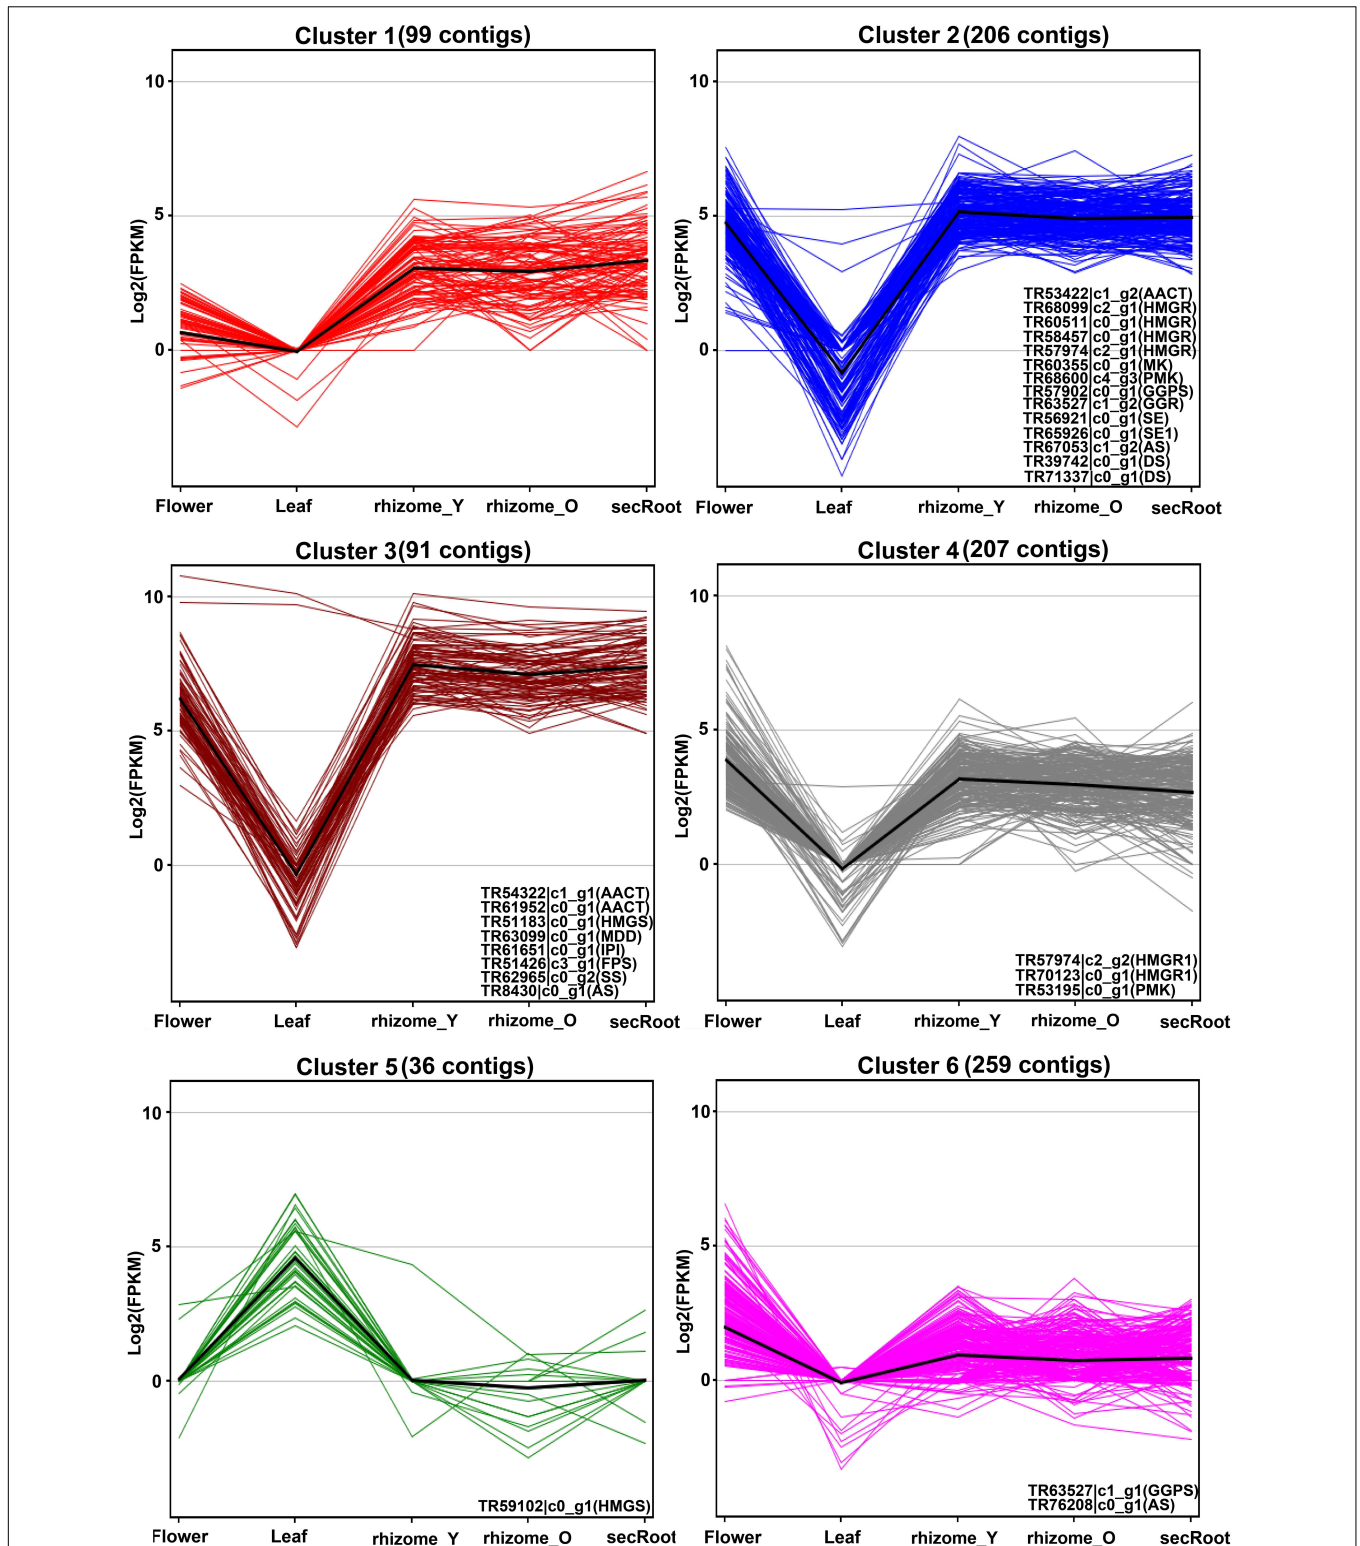 Cluster 1 (99 contigs)
10
5
0
Log2(FPKM)
Flower Leaf rhizome_Y rhizome_O secRoot
Cluster 2 (206 contigs)
10
5
0
Log2(FPKM)
TR53422|c1_g2(AACT)
TR68099|c2_g1(HMGR)
TR60511|c0_g1(HMGR)
TR58457|c0_g1(HMGR)
TR57974|c2_g1(HMGR)
TR60355|c0_g1(MK)
TR68600|c4_g3(PMK)
TR57902|c0_g1(GGPS)
TR63527|c1_g2(GGR)
TR56921|c0_g1(SE)
TR65926|c0_g1(SE1)
TR67053|c1_g2(AS)
TR39742|c0_g1(DS)
TR71337|c0_g1(DS)
Flower Leaf rhizome_Y rhizome_O secRoot
Cluster 3 (91 contigs)
10
5
0
Log2(FPKM)
TR54322|c1_g1(AACT)
TR61952|c0_g1(AACT)
TR51183|c0_g1(HMGS)
TR63099|c0_g1(MDD)
TR61651|c0_g1(IPI)
TR51426|c3_g1(FPS)
TR62965|c0_g2(SS)
TR8430|c0_g1(AS)
Flower Leaf rhizome_Y rhizome_O secRoot
Cluster 4 (207 contigs)
10
5
0
Log2(FPKM)
TR57974|c2_g2(HMGR1)
TR70123|c0_g1(HMGR1)
TR53195|c0_g1(PMK)
Flower Leaf rhizome_Y rhizome_O secRoot
Cluster 5 (36 contigs)
10
5
0
Log2(FPKM)
TR59102|c0_g1(HMGS)
Flower Leaf rhizome_Y rhizome_O secRoot
Cluster 6 (259 contigs)
10
5
0
Log2(FPKM)
TR63527|c1_g1(GGPS)
TR76208|c0_g1(AS)
Flower Leaf rhizome_Y rhizome_O secRoot